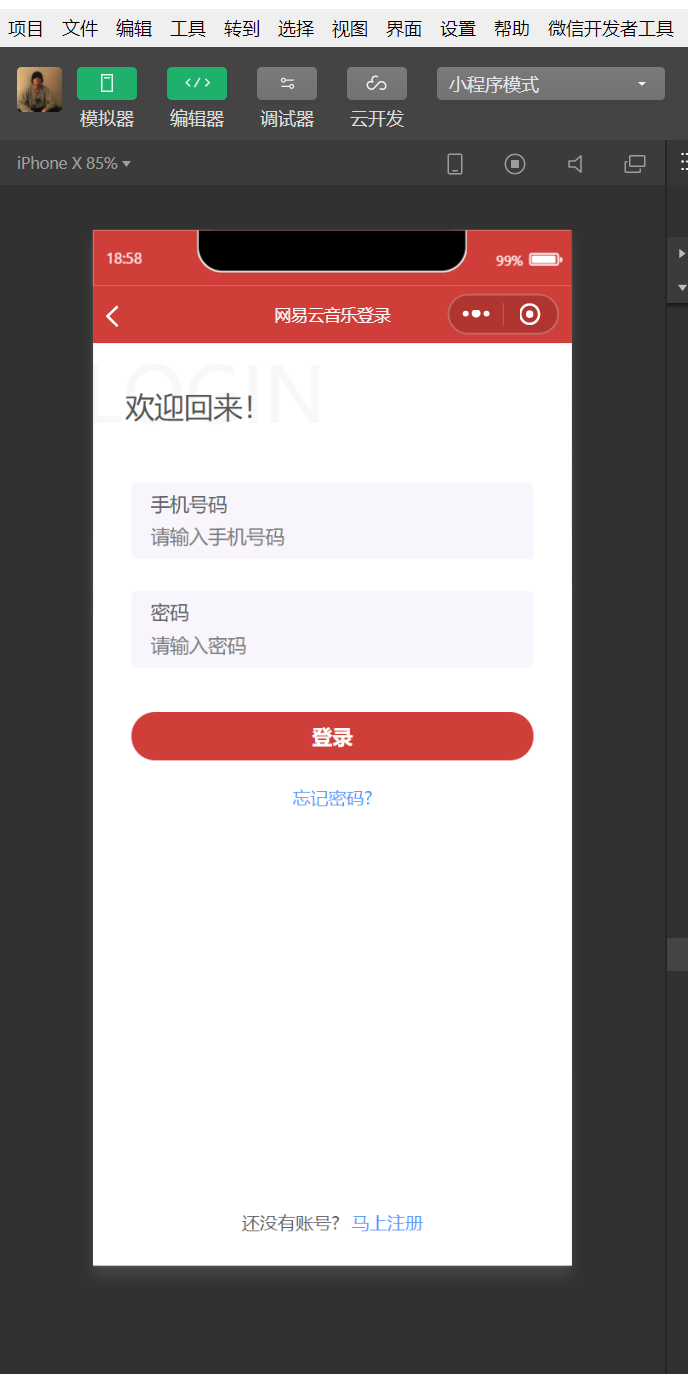 项目 文件 编辑 工具 转到 选择 视图 界面 设置 帮助 微信开发者工具
小程序模式
模拟器 编辑器 调试器 云开发
iPhone X 85%
18:58 99%
网易云音乐登录
LOGIN
欢迎回来!
手机号码
请输入手机号码
密码
请输入密码
登录
忘记密码?
还没有账号? 马上注册